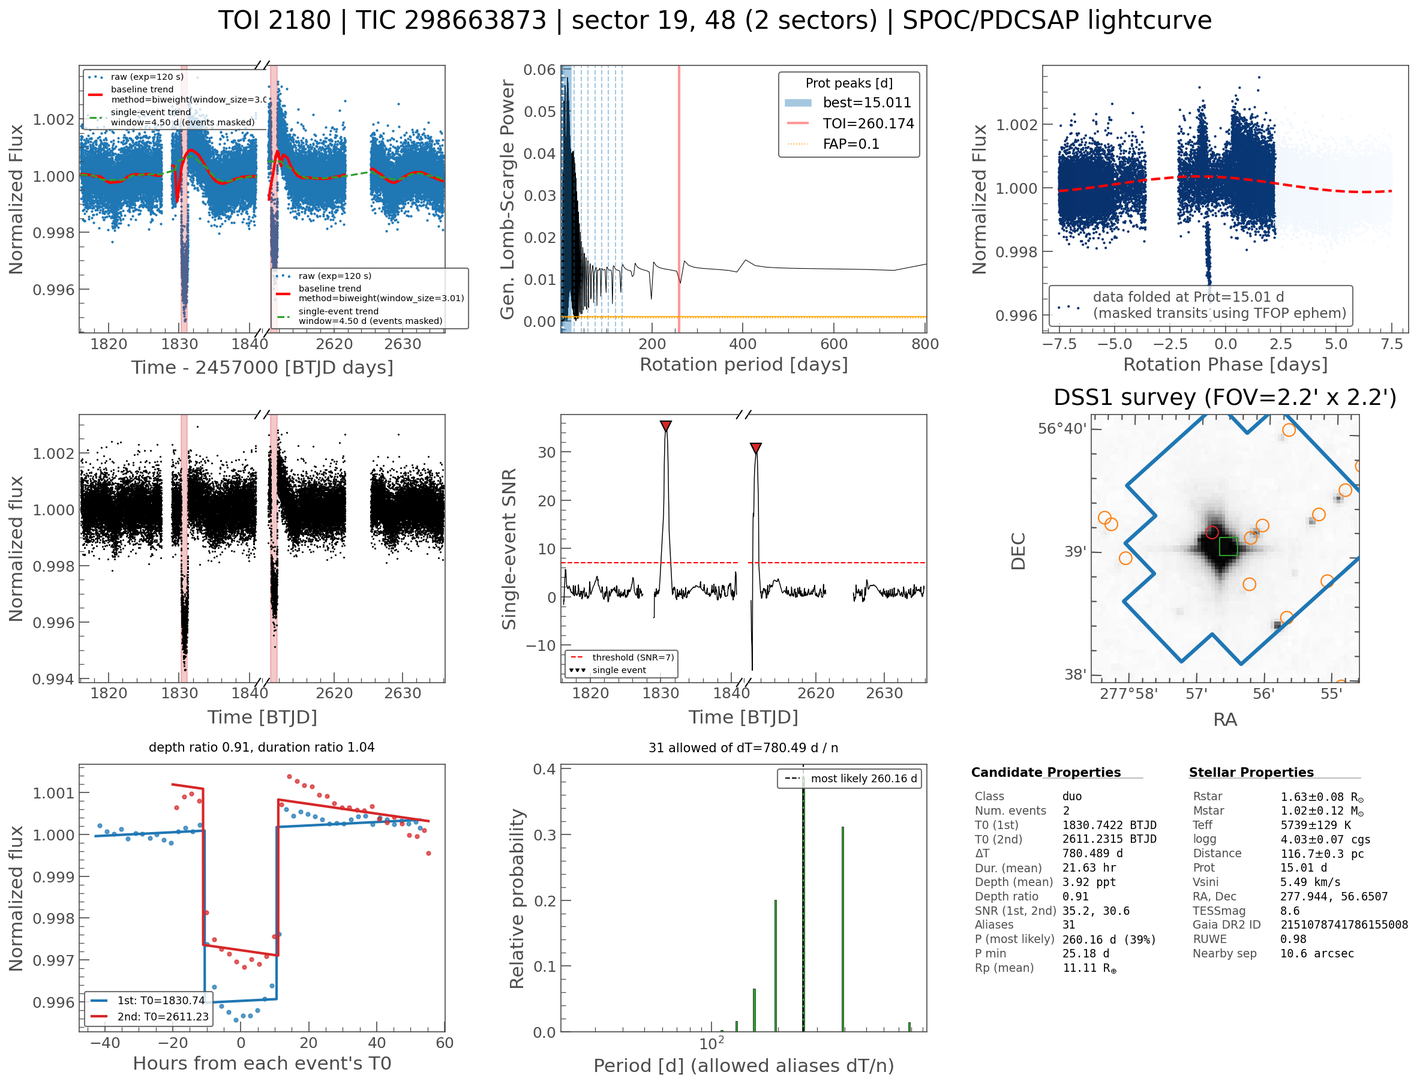 TOI 2180 | TIC 298663873 | sector 19, 48 (2 sectors) | SPOC/PDCSAP lightcurve
raw (exp=120 s)
baseline trend
method=biweight(window_size=3.0
single-event trend
window=4.50 d (events masked)
raw (exp=120 s)
baseline trend
method=biweight(window_size=3.01)
single-event trend
window=4.50 d (events masked)
Normalized Flux
1.002
1.000
0.998
0.996
1820
1830
1840
2620
2630
Time - 2457000 [BTJD days]
Gen. Lomb-Scargle Power
0.06
0.05
0.04
0.03
0.02
0.01
0.00
200
400
600
800
Rotation period [days]
Prot peaks [d]
best=15.011
TOI=260.174
FAP=0.1
Normalized Flux
1.002
1.000
0.998
0.996
data folded at Prot=15.01 d
(masked transits using TFOP ephem)
−7.5
−5.0
−2.5
0.0
2.5
5.0
7.5
Rotation Phase [days]
Normalized flux
1.002
1.000
0.998
0.996
0.994
1820
1830
1840
2620
2630
Time [BTJD]
Single-event SNR
30
20
10
0
−10
threshold (SNR=7)
single event
1820
1830
1840
2620
2630
Time [BTJD]
DSS1 survey (FOV=2.2' x 2.2')
DEC
56°40'
39'
38'
277°58'
57'
56'
55'
RA
depth ratio 0.91, duration ratio 1.04
Normalized flux
1.001
1.000
0.999
0.998
0.997
0.996
1st: T0=1830.74
2nd: T0=2611.23
−40
−20
0
20
40
60
Hours from each event's T0
31 allowed of dT=780.49 d / n
most likely 260.16 d
Relative probability
0.4
0.3
0.2
0.1
0.0
10²
Period [d] (allowed aliases dT/n)
Candidate Properties
Class duo
Num. events 2
T0 (1st) 1830.7422 BTJD
T0 (2nd) 2611.2315 BTJD
ΔT 780.489 d
Dur. (mean) 21.63 hr
Depth (mean) 3.92 ppt
Depth ratio 0.91
SNR (1st, 2nd) 35.2, 30.6
Aliases 31
P (most likely) 260.16 d (39%)
P min 25.18 d
Rp (mean) 11.11 R⊕
Stellar Properties
Rstar 1.63±0.08 R⊙
Mstar 1.02±0.12 M⊙
Teff 5739±129 K
logg 4.03±0.07 cgs
Distance 116.7±0.3 pc
Prot 15.01 d
Vsini 5.49 km/s
RA, Dec 277.944, 56.6507
TESSmag 8.6
Gaia DR2 ID 2151078741786155008
RUWE 0.98
Nearby sep 10.6 arcsec